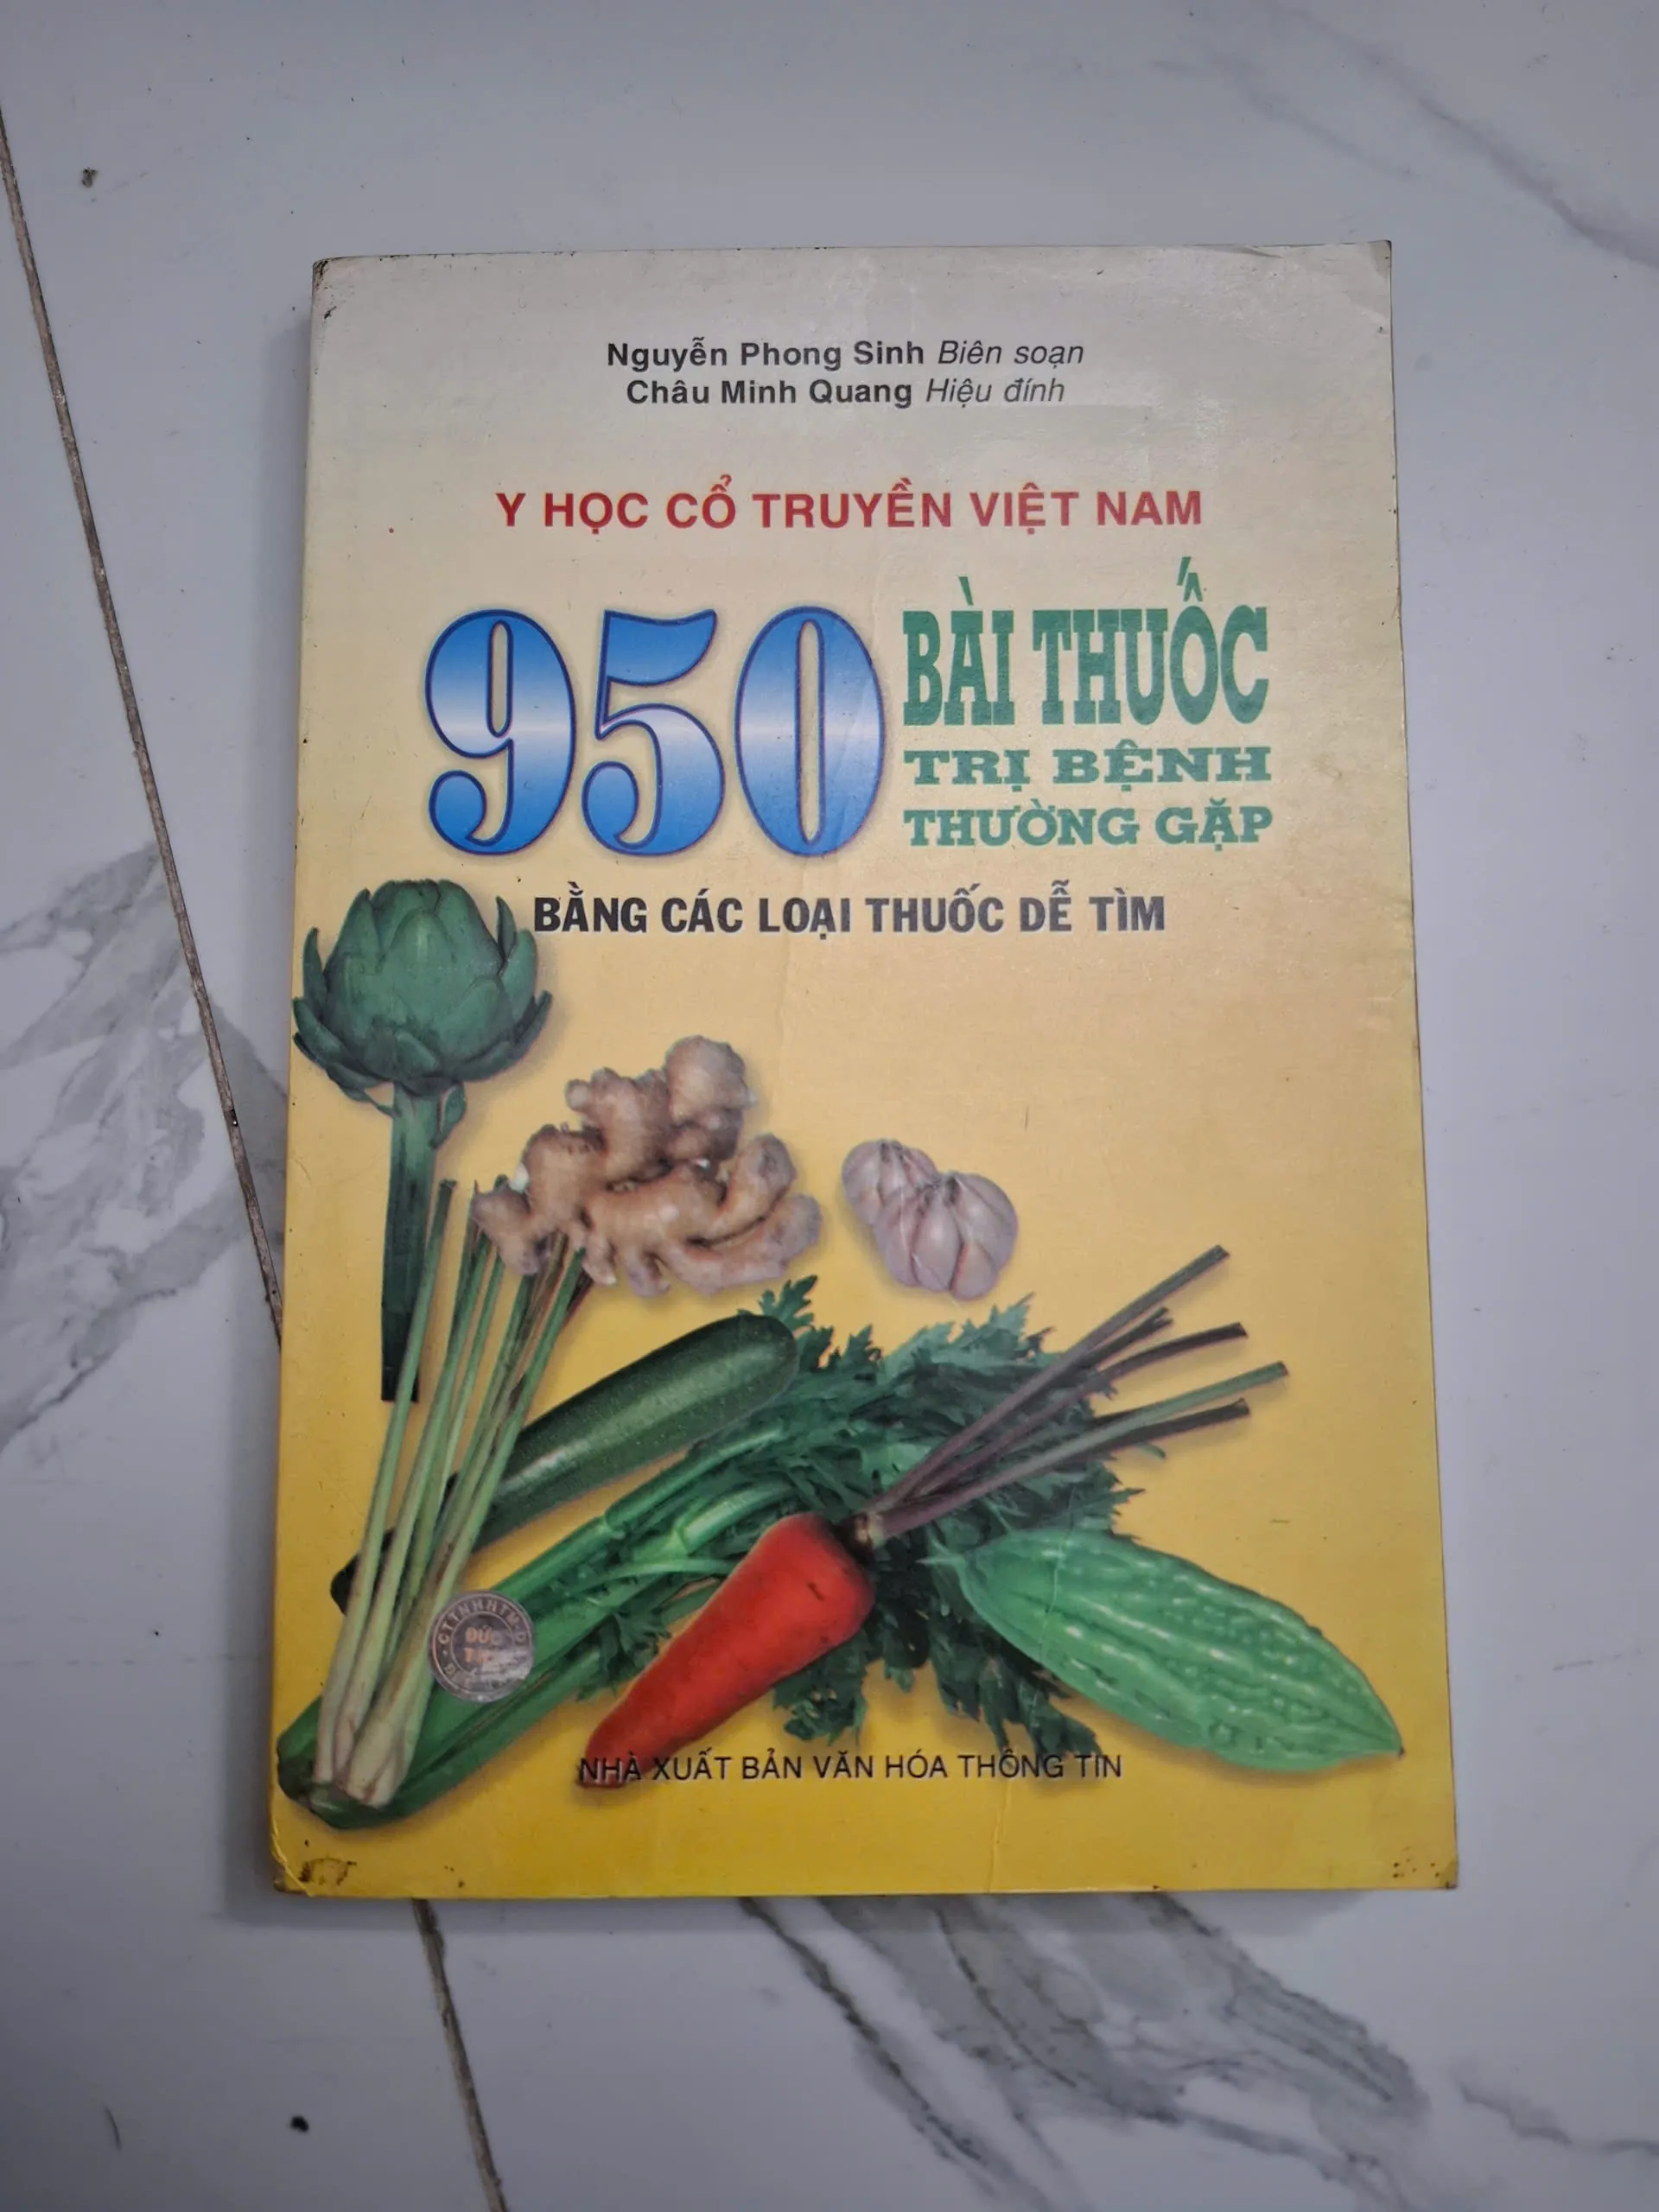 Nguyễn Phong Sinh Biên soạn
Châu Minh Quang Hiệu đính
Y HỌC CỔ TRUYỀN VIỆT NAM
950 BÀI THUỐC
TRỊ BỆNH
THƯỜNG GẶP
BẰNG CÁC LOẠI THUỐC DỄ TÌM
ĐỨC
NHÀ XUẤT BẢN VĂN HÓA THÔNG TIN